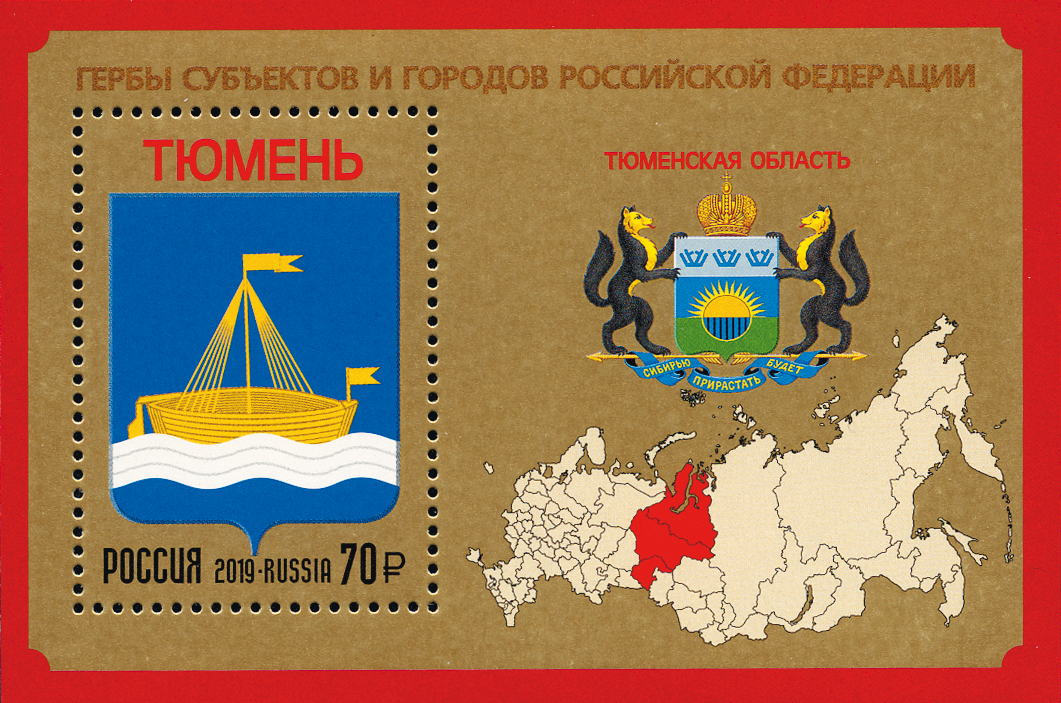 ГЕРБЫ СУБЪЕКТОВ И ГОРОДОВ РОССИЙСКОЙ ФЕДЕРАЦИИ
ТЮМЕНЬ
РОССИЯ 2019-RUSSIA 70₽
ТЮМЕНСКАЯ ОБЛАСТЬ
СИБИРЬЮ ПРИРАСТАТЬ БУДЕТ